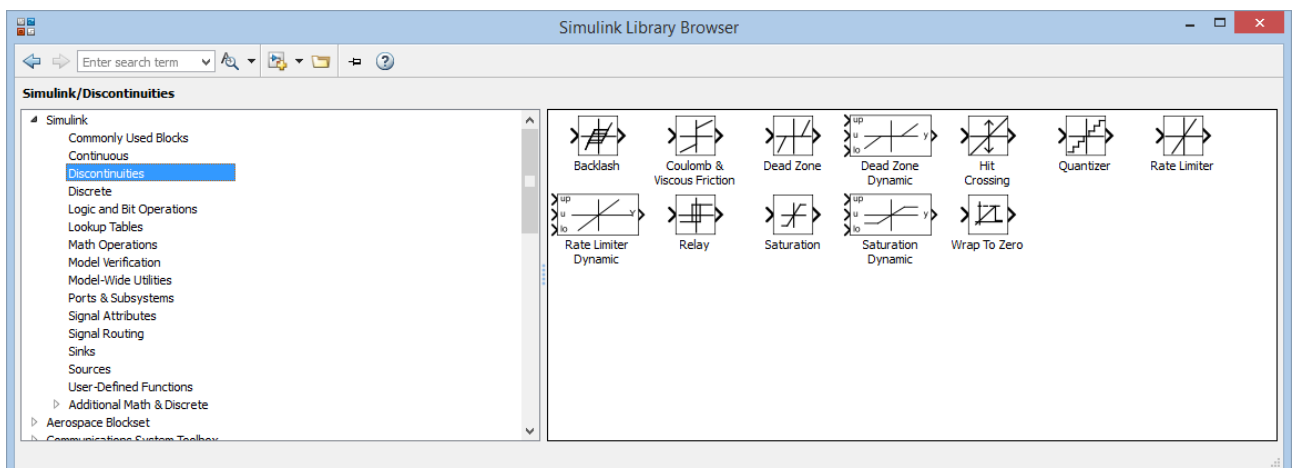 Simulink Library Browser
Enter search term
Simulink/Discontinuities
Simulink
Commonly Used Blocks
Continuous
Discontinuities
Discrete
Logic and Bit Operations
Lookup Tables
Math Operations
Model Verification
Model-Wide Utilities
Ports & Subsystems
Signal Attributes
Signal Routing
Sinks
Sources
User-Defined Functions
Additional Math & Discrete
Aerospace Blockset
Communications System Toolbox
up
u y
lo
Backlash Coulomb & Dead Zone Dead Zone Hit Quantizer Rate Limiter
Viscous Friction Dynamic Crossing
up up
u Y u y
lo lo
Rate Limiter Relay Saturation Saturation Wrap To Zero
Dynamic Dynamic